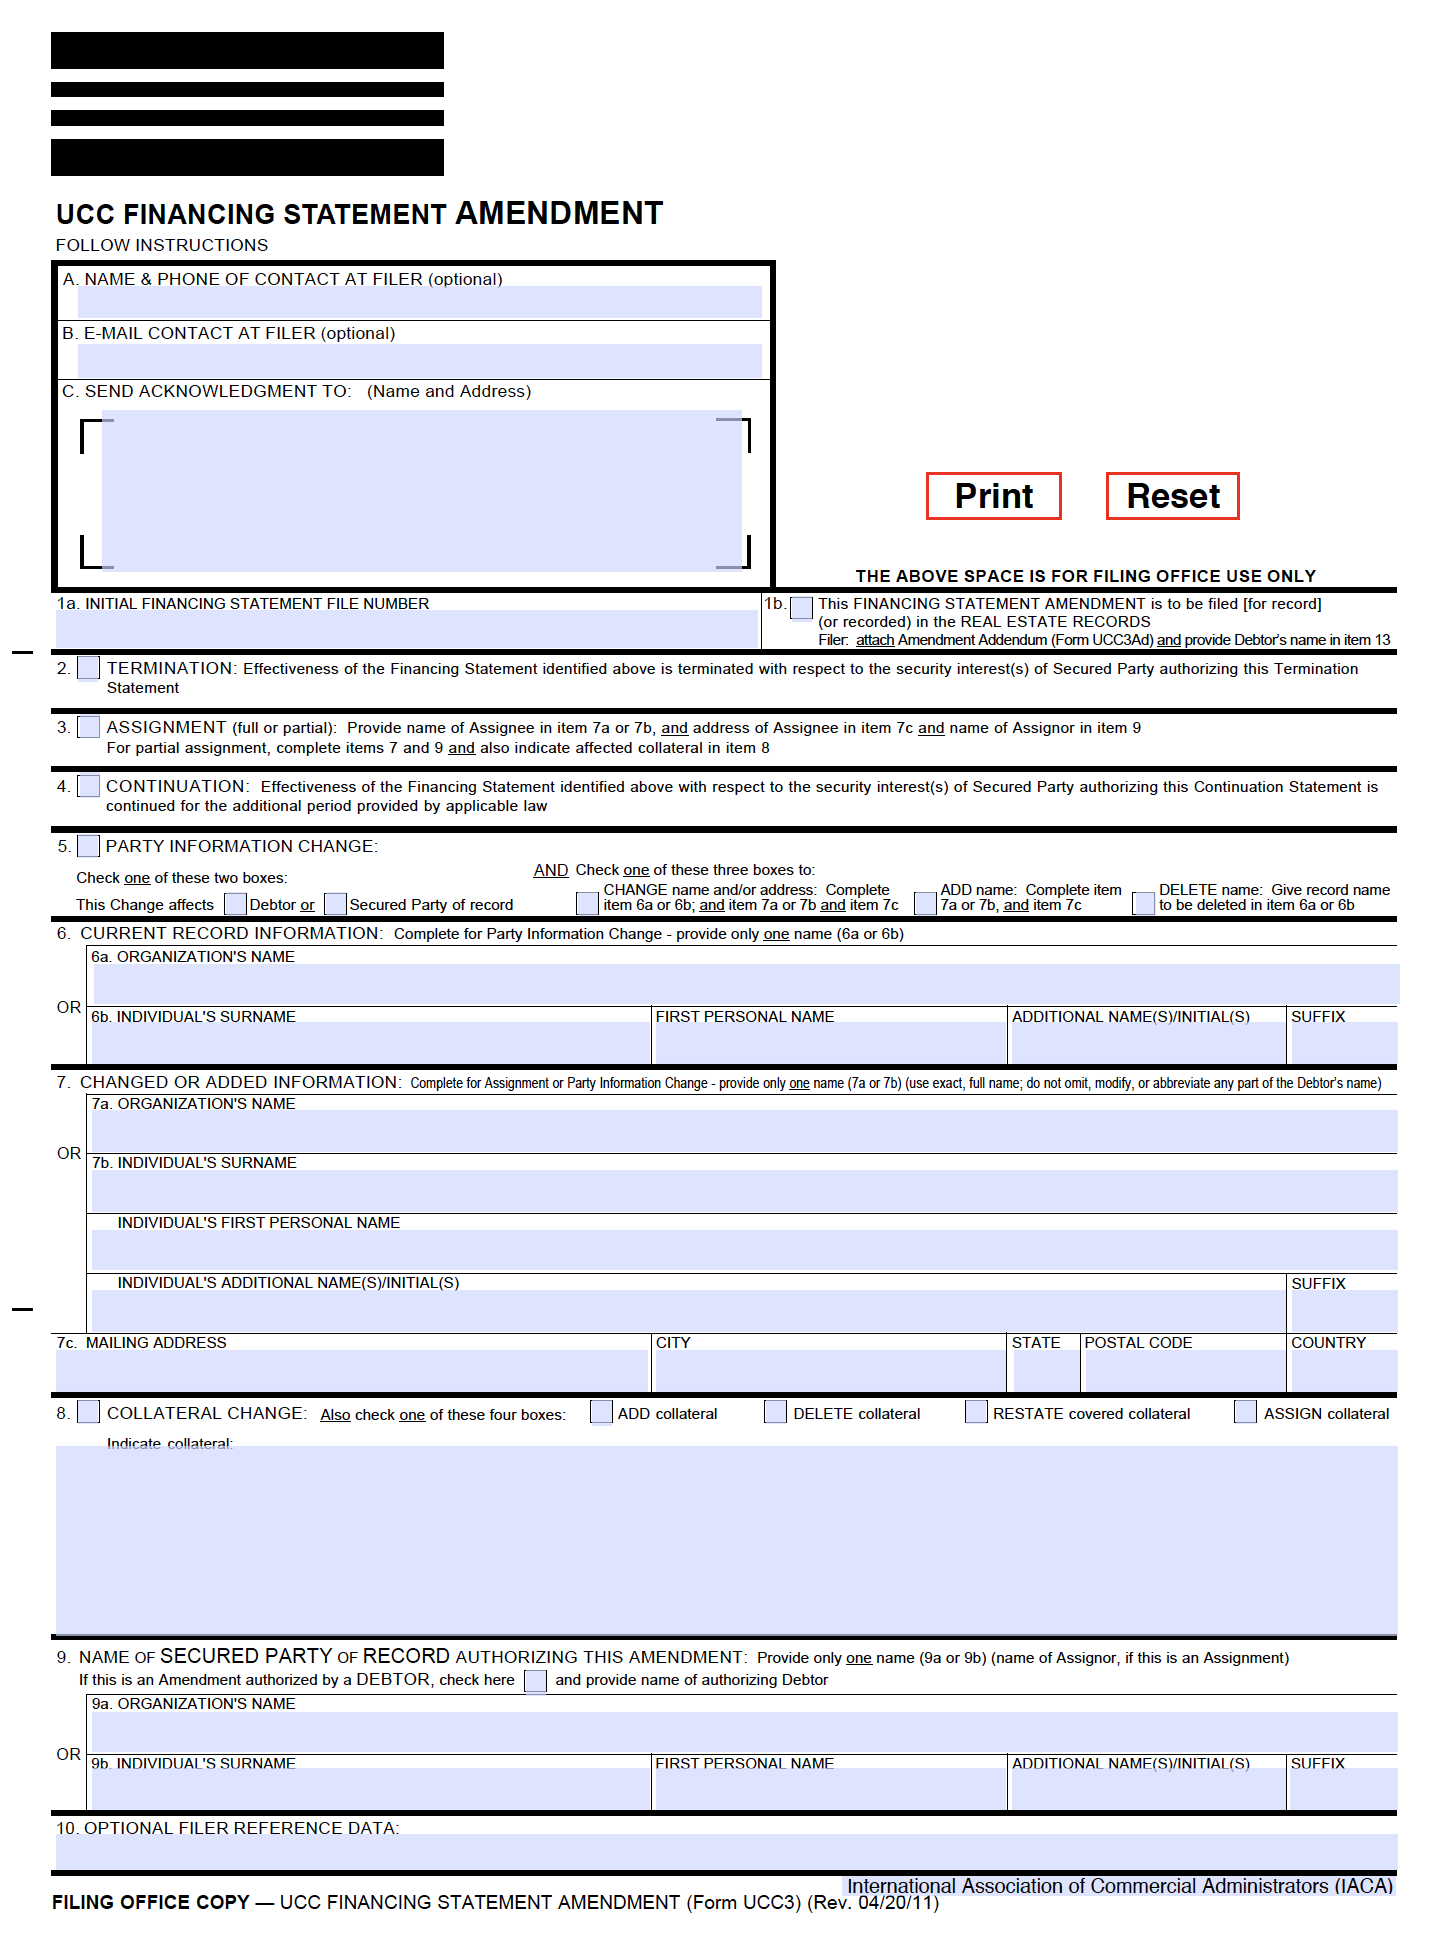 UCC FINANCING STATEMENT AMENDMENT
FOLLOW INSTRUCTIONS
A. NAME & PHONE OF CONTACT AT FILER (optional)
B. E-MAIL CONTACT AT FILER (optional)
C. SEND ACKNOWLEDGMENT TO: (Name and Address)
Print Reset
THE ABOVE SPACE IS FOR FILING OFFICE USE ONLY
1a. INITIAL FINANCING STATEMENT FILE NUMBER
1b. This FINANCING STATEMENT AMENDMENT is to be filed [for record]
(or recorded) in the REAL ESTATE RECORDS
Filer: attach Amendment Addendum (Form UCC3Ad) and provide Debtor's name in item 13
2. TERMINATION: Effectiveness of the Financing Statement identified above is terminated with respect to the security interest(s) of Secured Party authorizing this Termination
Statement
3. ASSIGNMENT (full or partial): Provide name of Assignee in item 7a or 7b, and address of Assignee in item 7c and name of Assignor in item 9
For partial assignment, complete items 7 and 9 and also indicate affected collateral in item 8
4. CONTINUATION: Effectiveness of the Financing Statement identified above with respect to the security interest(s) of Secured Party authorizing this Continuation Statement is
continued for the additional period provided by applicable law
5. PARTY INFORMATION CHANGE:
Check one of these two boxes:
This Change affects Debtor or Secured Party of record
AND Check one of these three boxes to:
CHANGE name and/or address: Complete
item 6a or 6b; and item 7a or 7b and item 7c
ADD name: Complete item
7a or 7b, and item 7c
DELETE name: Give record name
to be deleted in item 6a or 6b
6. CURRENT RECORD INFORMATION: Complete for Party Information Change - provide only one name (6a or 6b)
6a. ORGANIZATION'S NAME
OR
6b. INDIVIDUAL'S SURNAME FIRST PERSONAL NAME ADDITIONAL NAME(S)/INITIAL(S) SUFFIX
7. CHANGED OR ADDED INFORMATION: Complete for Assignment or Party Information Change - provide only one name (7a or 7b) (use exact, full name; do not omit, modify, or abbreviate any part of the Debtor's name)
7a. ORGANIZATION'S NAME
OR
7b. INDIVIDUAL'S SURNAME
INDIVIDUAL'S FIRST PERSONAL NAME
INDIVIDUAL'S ADDITIONAL NAME(S)/INITIAL(S) SUFFIX
7c. MAILING ADDRESS CITY STATE POSTAL CODE COUNTRY
8. COLLATERAL CHANGE: Also check one of these four boxes: ADD collateral DELETE collateral RESTATE covered collateral ASSIGN collateral
Indicate collateral:
9. NAME OF SECURED PARTY OF RECORD AUTHORIZING THIS AMENDMENT: Provide only one name (9a or 9b) (name of Assignor, if this is an Assignment)
If this is an Amendment authorized by a DEBTOR, check here and provide name of authorizing Debtor
9a. ORGANIZATION'S NAME
OR
9b. INDIVIDUAL'S SURNAME FIRST PERSONAL NAME ADDITIONAL NAME(S)/INITIAL(S) SUFFIX
10. OPTIONAL FILER REFERENCE DATA:
International Association of Commercial Administrators (IACA)
FILING OFFICE COPY — UCC FINANCING STATEMENT AMENDMENT (Form UCC3) (Rev. 04/20/11)